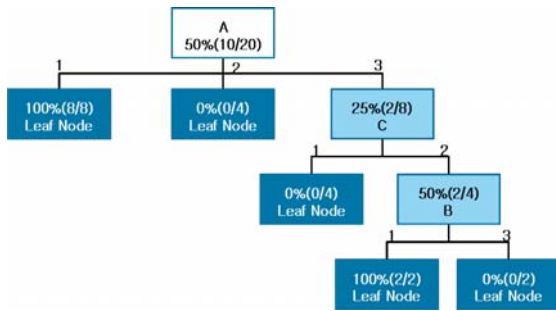 A
50%(10/20)
1
2
3
100%(8/8)
Leaf Node
0%(0/4)
Leaf Node
25%(2/8)
C
1
2
0%(0/4)
Leaf Node
50%(2/4)
B
1
3
100%(2/2)
Leaf Node
0%(0/2)
Leaf Node